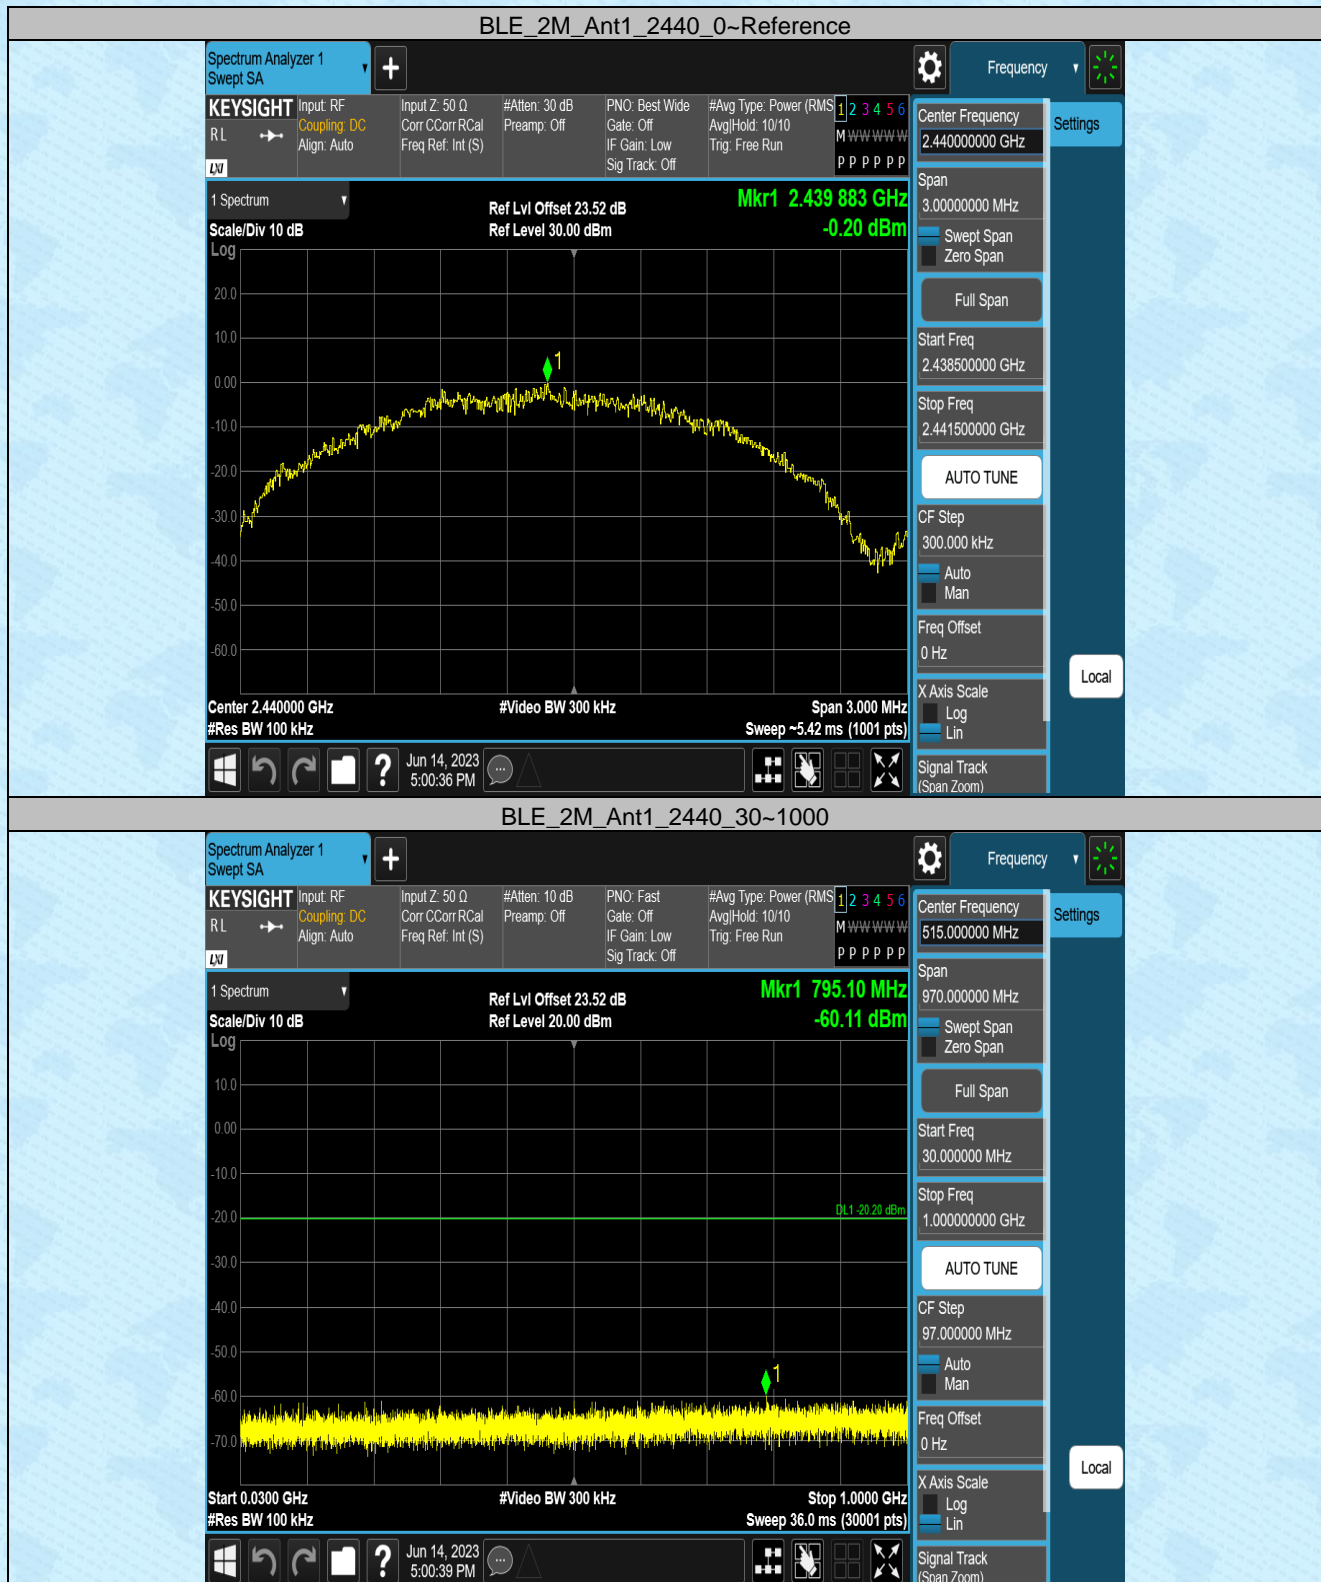 BLE_2M_Ant1_2440_0~Reference
Spectrum Analyzer 1
Swept SA
+
Frequency
KEYSIGHT
RL
LXI
Input: RF
Coupling: DC
Align: Auto
Input Z: 50 Ω
Corr CCorr RCal
Freq Ref: Int (S)
#Atten: 30 dB
Preamp: Off
PNO: Best Wide
Gate: Off
IF Gain: Low
Sig Track: Off
#Avg Type: Power (RMS
Avg|Hold: 10/10
Trig: Free Run
1 2 3 4 5 6
M W W W W W
P P P P P P
Center Frequency
2.440000000 GHz
Settings
1 Spectrum
Scale/Div 10 dB
Log
Ref Lvl Offset 23.52 dB
Ref Level 30.00 dBm
Mkr1 2.439 883 GHz
-0.20 dBm
20.0
10.0
0.00
-10.0
-20.0
-30.0
-40.0
-50.0
-60.0
1
Center 2.440000 GHz
#Res BW 100 kHz
#Video BW 300 kHz
Span 3.000 MHz
Sweep ~5.42 ms (1001 pts)
Span
3.00000000 MHz
Swept Span
Zero Span
Full Span
Start Freq
2.438500000 GHz
Stop Freq
2.441500000 GHz
AUTO TUNE
CF Step
300.000 kHz
Auto
Man
Freq Offset
0 Hz
X Axis Scale
Log
Lin
Signal Track
(Span Zoom)
Local
?
Jun 14, 2023
5:00:36 PM
BLE_2M_Ant1_2440_30~1000
Spectrum Analyzer 1
Swept SA
+
Frequency
KEYSIGHT
RL
LXI
Input: RF
Coupling: DC
Align: Auto
Input Z: 50 Ω
Corr CCorr RCal
Freq Ref: Int (S)
#Atten: 10 dB
Preamp: Off
PNO: Fast
Gate: Off
IF Gain: Low
Sig Track: Off
#Avg Type: Power (RMS
Avg|Hold: 10/10
Trig: Free Run
1 2 3 4 5 6
M W W W W W
P P P P P P
Center Frequency
515.000000 MHz
Settings
1 Spectrum
Scale/Div 10 dB
Log
Ref Lvl Offset 23.52 dB
Ref Level 20.00 dBm
Mkr1 795.10 MHz
-60.11 dBm
10.0
0.00
-10.0
-20.0
-30.0
-40.0
-50.0
-60.0
-70.0
DL1 -20.20 dBm
1
Start 0.0300 GHz
#Res BW 100 kHz
#Video BW 300 kHz
Stop 1.0000 GHz
Sweep 36.0 ms (30001 pts)
Span
970.000000 MHz
Swept Span
Zero Span
Full Span
Start Freq
30.000000 MHz
Stop Freq
1.000000000 GHz
AUTO TUNE
CF Step
97.000000 MHz
Auto
Man
Freq Offset
0 Hz
X Axis Scale
Log
Lin
Signal Track
(Span Zoom)
Local
?
Jun 14, 2023
5:00:39 PM